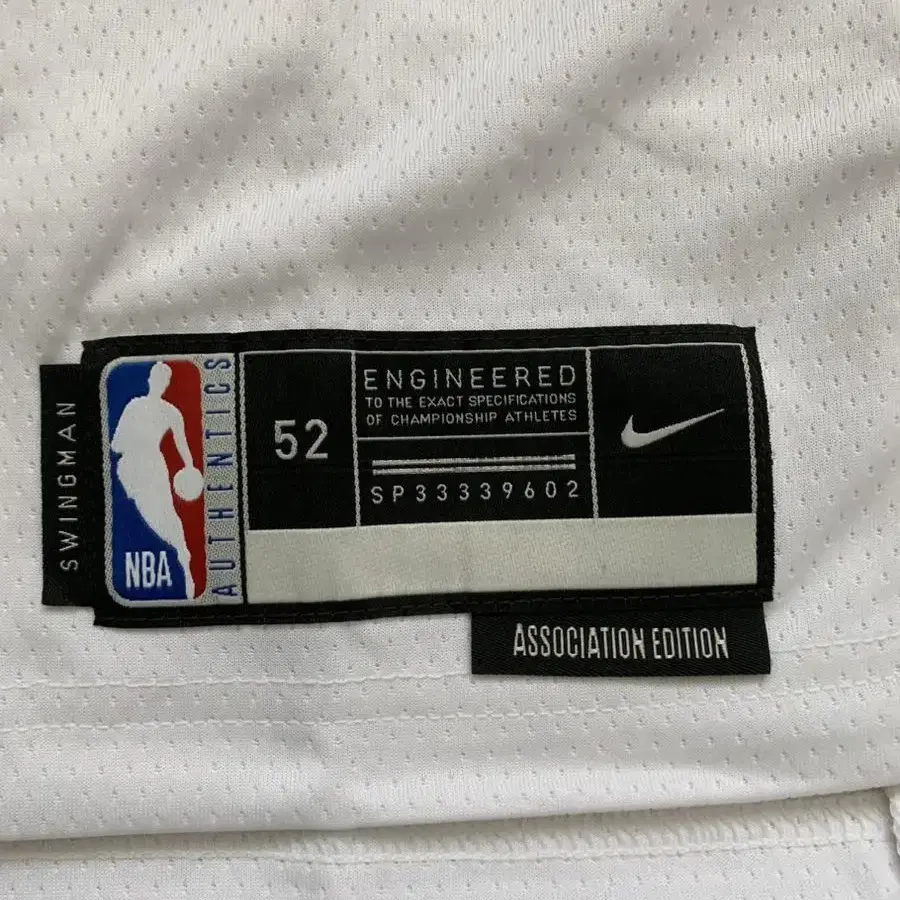 SWINGMAN
NBA
AUTHENTICS
52
ENGINEERED
TO THE EXACT SPECIFICATIONS
OF CHAMPIONSHIP ATHLETES
SP33339602
ASSOCIATION EDITION